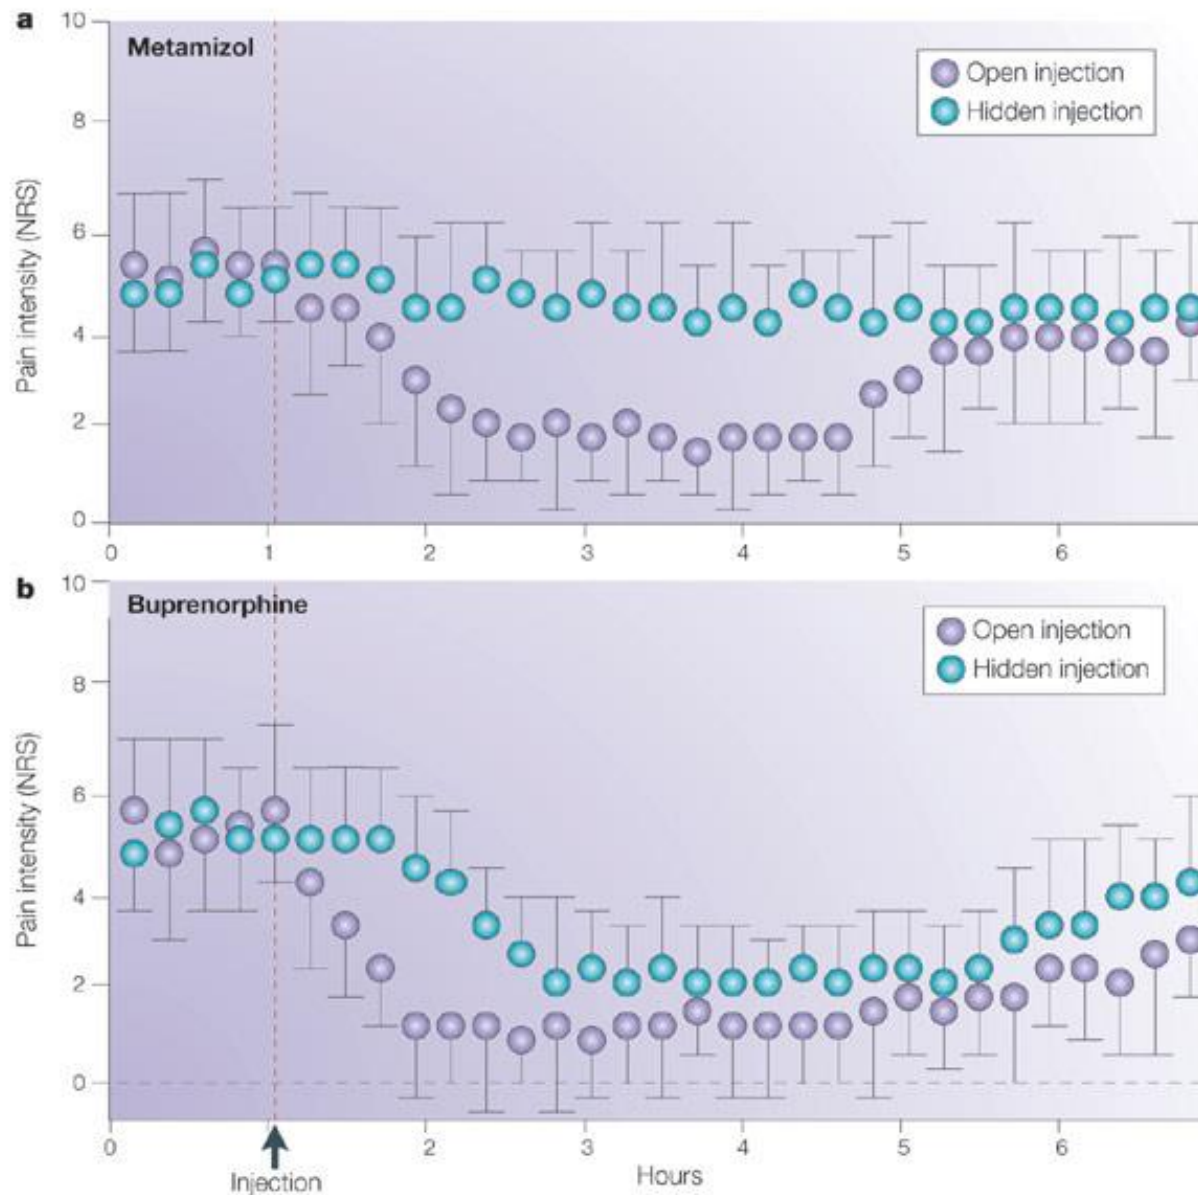 a
Metamizol
Open injection
Hidden injection
Pain intensity (NRS)
10
8
6
4
2
0
0 1 2 3 4 5 6
b
Buprenorphine
Open injection
Hidden injection
Pain intensity (NRS)
10
8
6
4
2
0
0 2 3 4 5 6
Injection
Hours